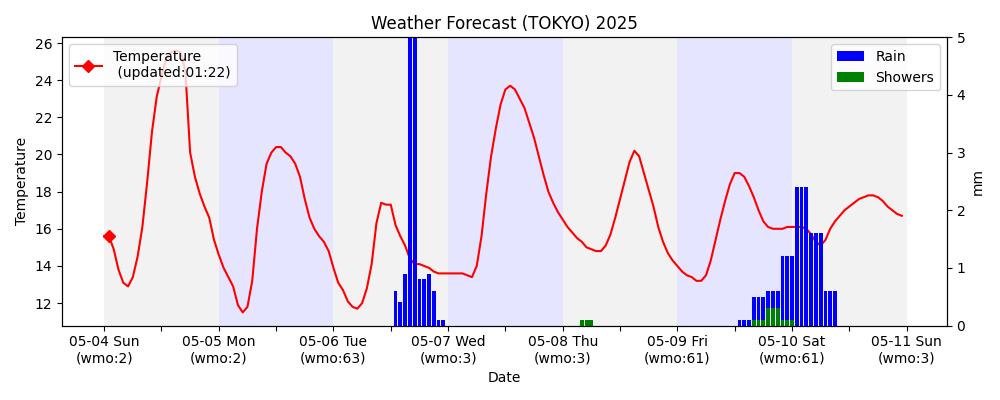 Weather Forecast (TOKYO) 2025
Temperature
(updated:01:22)
Rain
Showers
Temperature
26
24
22
20
18
16
14
12
5
4
3
2
1
0
mm
05-04 Sun
(wmo:2)
05-05 Mon
(wmo:2)
05-06 Tue
(wmo:63)
05-07 Wed
(wmo:3)
05-08 Thu
(wmo:3)
05-09 Fri
(wmo:61)
05-10 Sat
(wmo:61)
05-11 Sun
(wmo:3)
Date